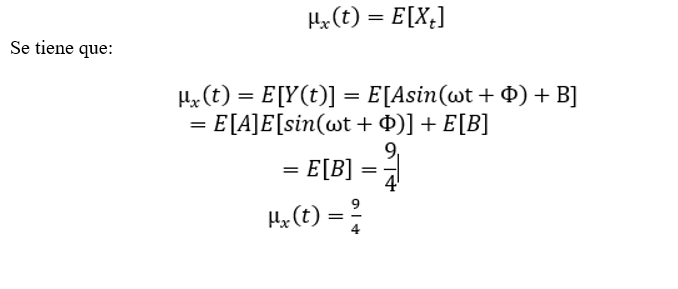 μₓ(t) = E[Xₜ]
Se tiene que:
μₓ(t) = E[Y(t)] = E[Asin(ωt + Φ) + B]
= E[A]E[sin(ωt + Φ)] + E[B]
= E[B] = 9/4
μₓ(t) = 9/4